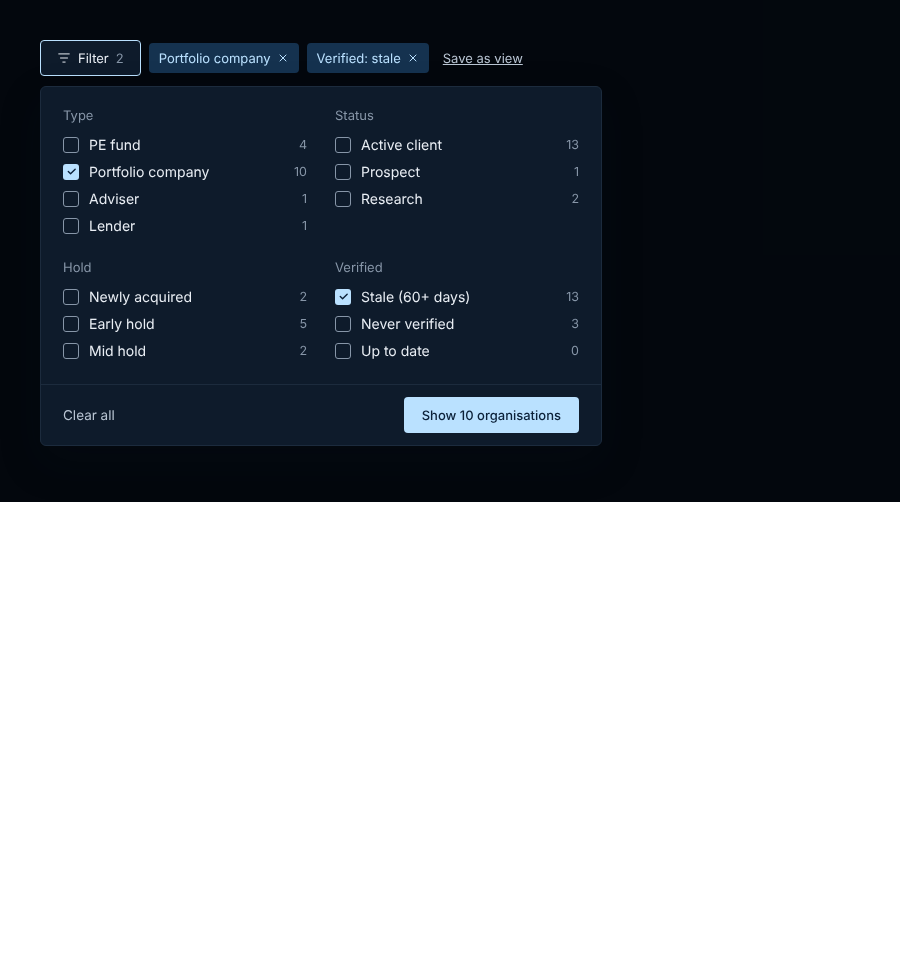 Filter 2 Portfolio company Verified: stale Save as view
Type
PE fund 4
Portfolio company 10
Adviser 1
Lender 1
Status
Active client 13
Prospect 1
Research 2
Hold
Newly acquired 2
Early hold 5
Mid hold 2
Verified
Stale (60+ days) 13
Never verified 3
Up to date 0
Clear all Show 10 organisations